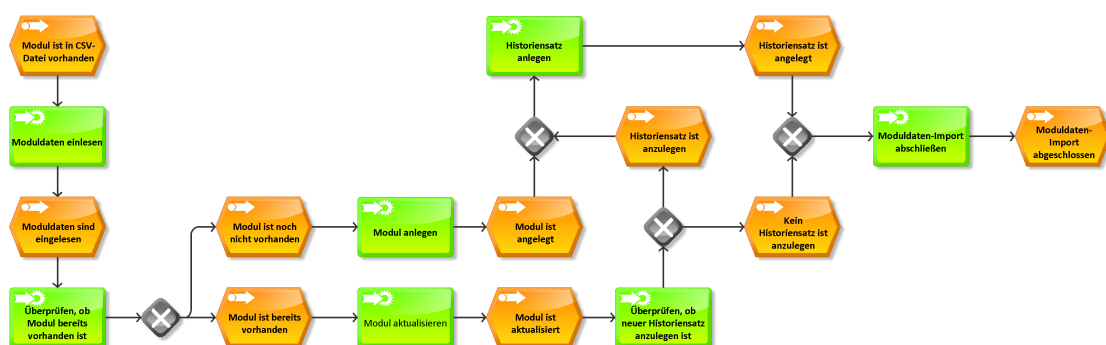 Modul ist in CSV-
Datei vorhanden
Moduldaten einlesen
Moduldaten sind
eingelesen
Überprüfen, ob
Modul bereits
vorhanden ist
Modul ist noch
nicht vorhanden
Modul anlegen
Modul ist
angelegt
Modul ist bereits
vorhanden
Modul aktualisieren
Modul ist
aktualisiert
Überprüfen, ob
neuer Historiensatz
anzulegen ist
Historiensatz ist
anzulegen
Kein
Historiensatz ist
anzulegen
Historiensatz
anlegen
Historiensatz ist
angelegt
Moduldaten-Import
abschließen
Moduldaten-
Import
abgeschlossen